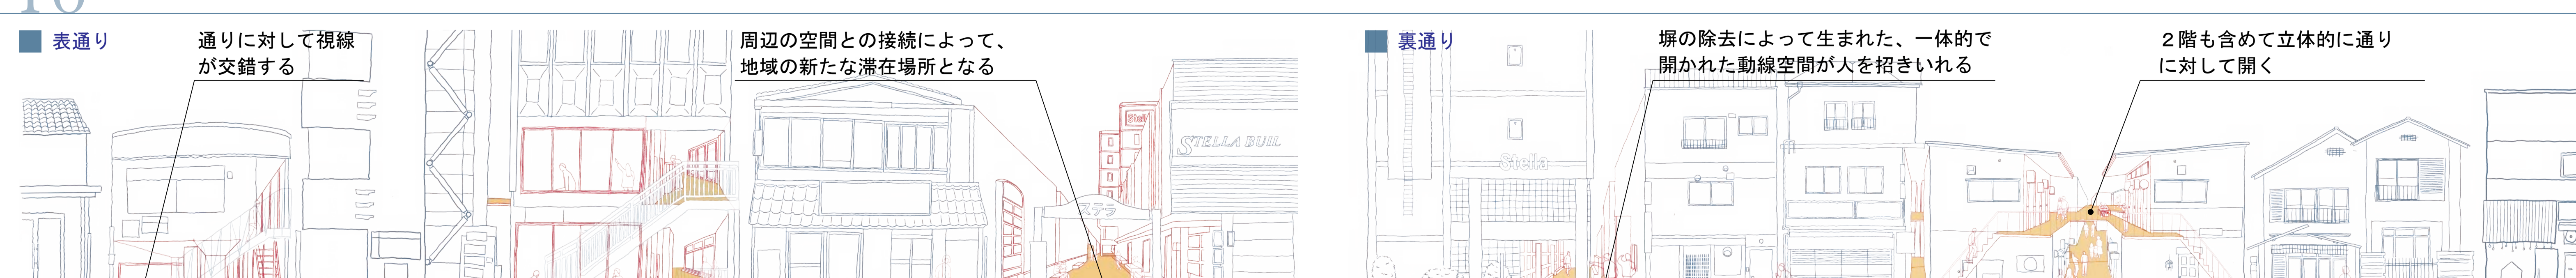 10
表通り
通りに対して視線
が交錯する
周辺の空間との接続によって、
地域の新たな滞在場所となる
STELLA BUIL
ステラ
裏通り
Stella
塀の除去によって生まれた、一体的で
開かれた動線空間が人を招きいれる
２階も含めて立体的に通り
に対して開く